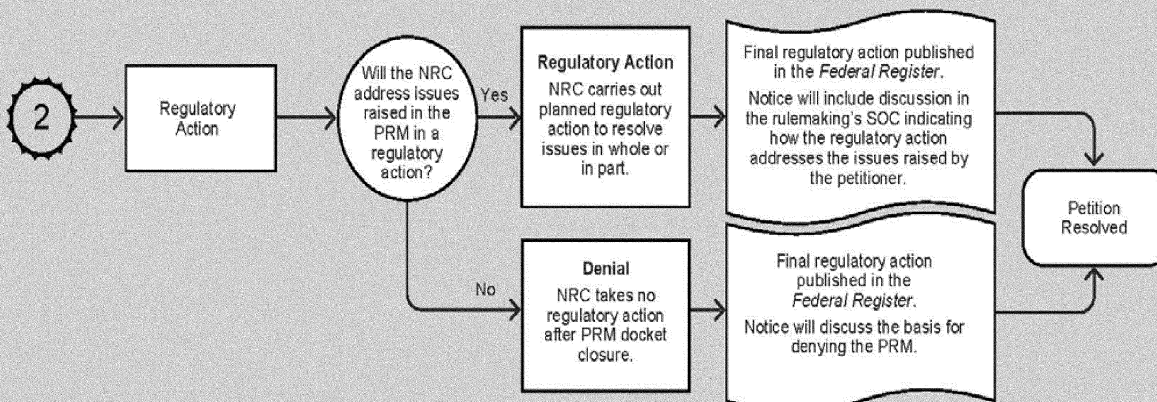 2
Regulatory
Action
Will the NRC
address issues
raised in the
PRM in a
regulatory
action?
Yes
Regulatory Action
NRC carries out
planned regulatory
action to resolve
issues in whole or
in part.
Final regulatory action published
in the Federal Register.
Notice will include discussion in
the rulemaking's SOC indicating
how the regulatory action
addresses the issues raised by
the petitioner.
No
Denial
NRC takes no
regulatory action
after PRM docket
closure.
Final regulatory action
published in the
Federal Register.
Notice will discuss the basis for
denying the PRM.
Petition
Resolved